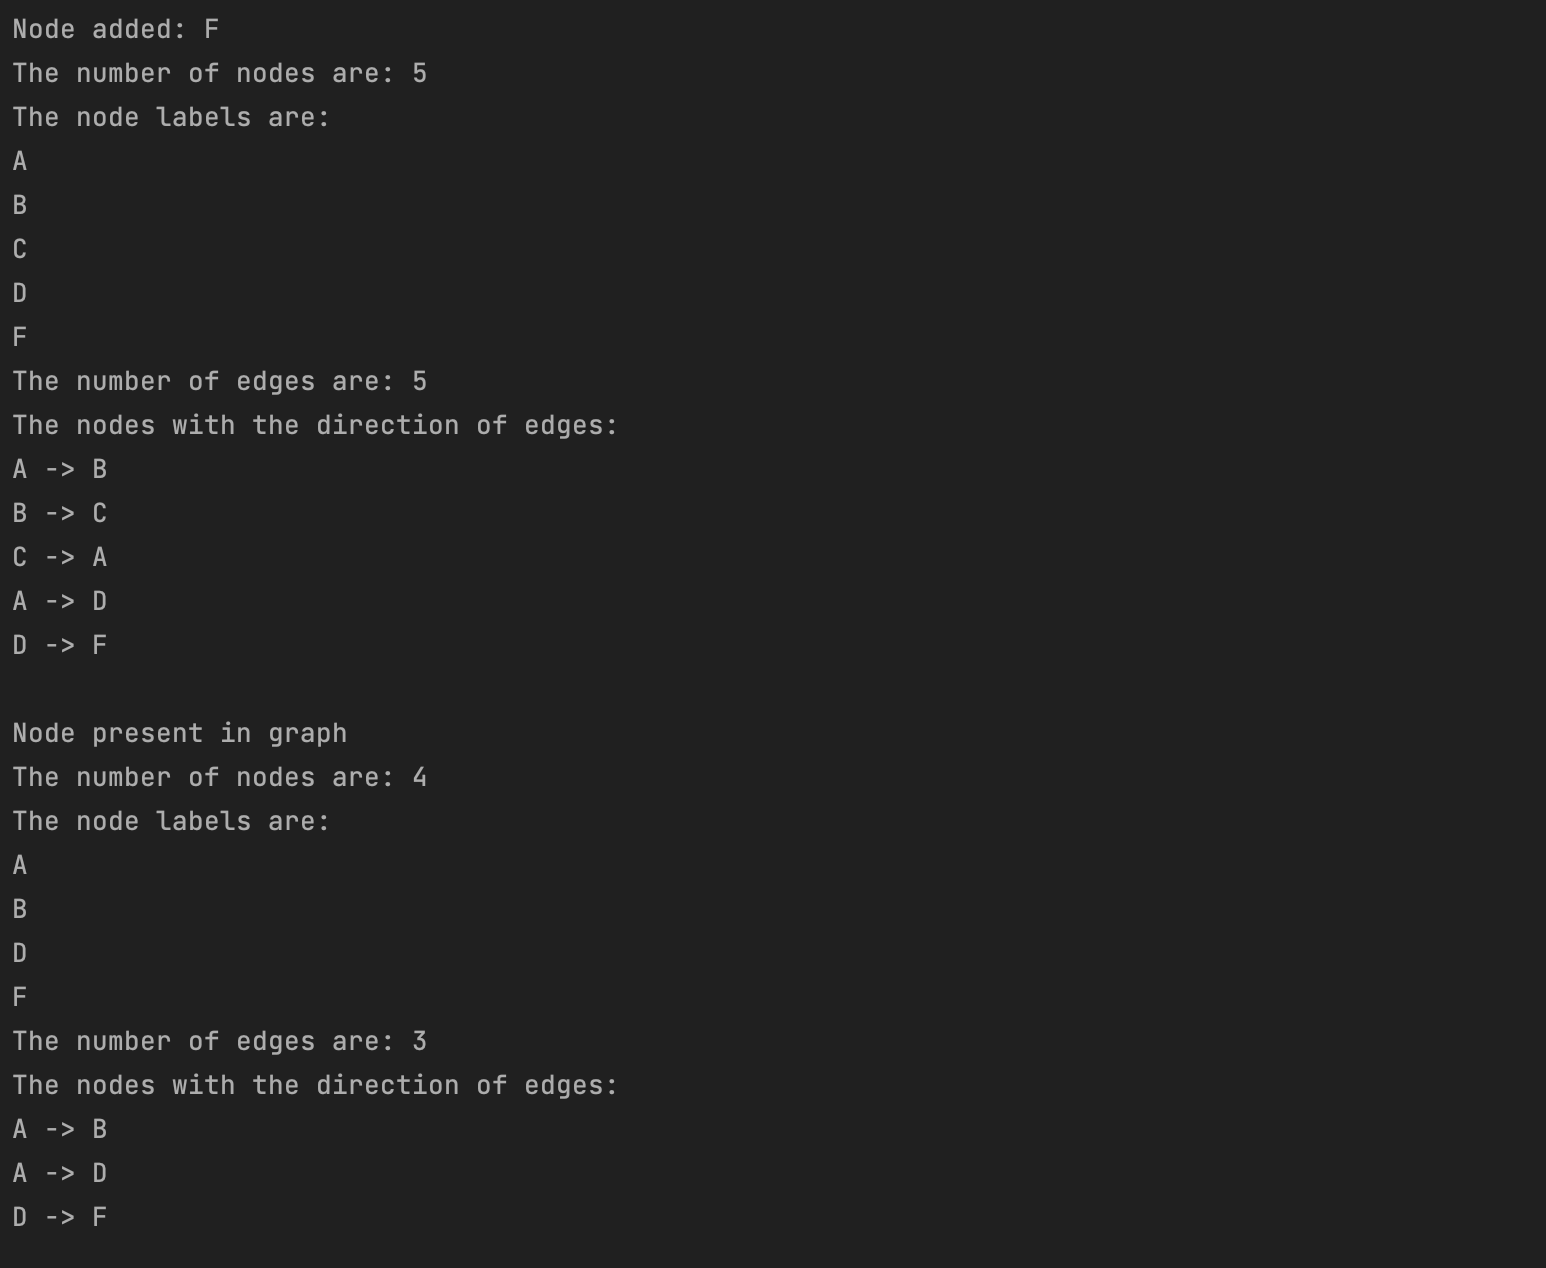 Node added: F
The number of nodes are: 5
The node labels are:
A
B
C
D
F
The number of edges are: 5
The nodes with the direction of edges:
A -> B
B -> C
C -> A
A -> D
D -> F

Node present in graph
The number of nodes are: 4
The node labels are:
A
B
D
F
The number of edges are: 3
The nodes with the direction of edges:
A -> B
A -> D
D -> F